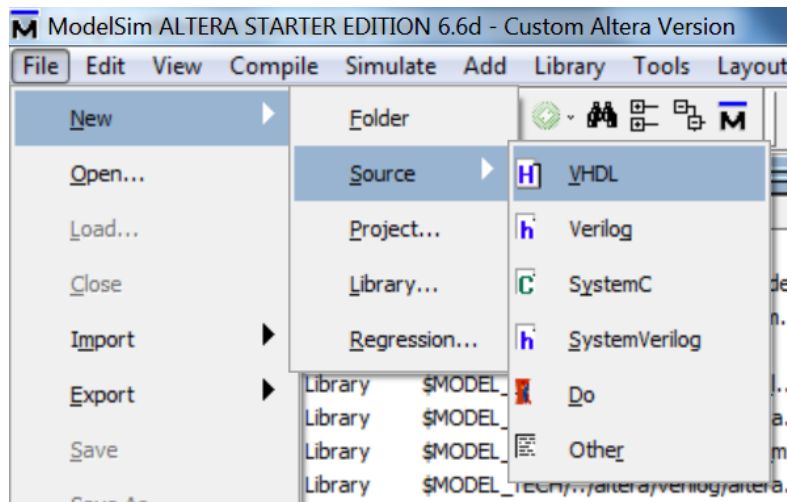 ModelSim ALTERA STARTER EDITION 6.6d - Custom Altera Version
File Edit View Compile Simulate Add Library Tools Layout
New
Open...
Load...
Close
Import
Export
Save
Folder
Source
Project...
Library...
Regression...
VHDL
Verilog
SystemC
SystemVerilog
Do
Other
Library $MODEL_
Library $MODEL_
Library $MODEL_
Library $MODEL_TECH/../altera/verilog/altera.